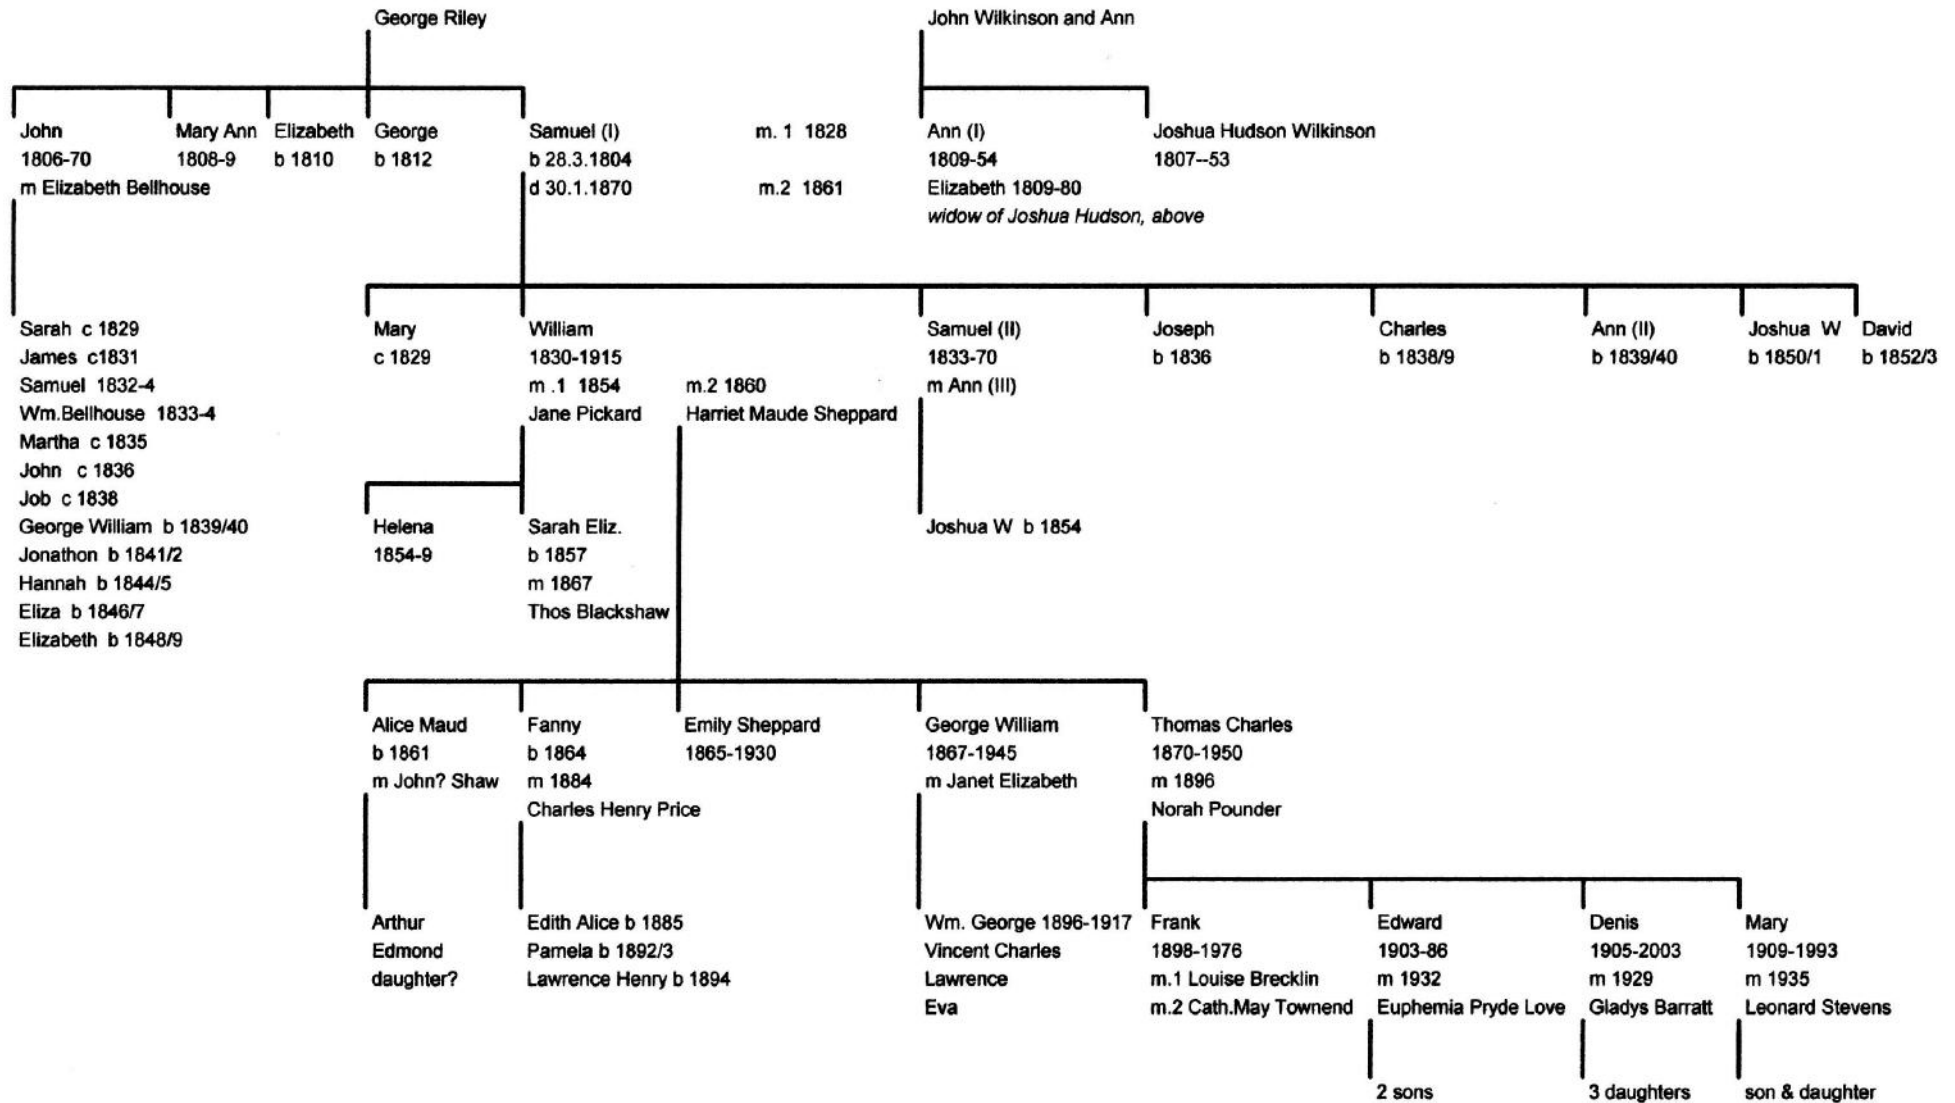 George Riley
John Wilkinson and Ann
John
1806-70
m Elizabeth Bellhouse
Mary Ann
1808-9
Elizabeth
b 1810
George
b 1812
Samuel (I)
b 28.3.1804
d 30.1.1870
m. 1 1828
m.2 1861
Ann (I)
1809-54
Elizabeth 1809-80
widow of Joshua Hudson, above
Joshua Hudson Wilkinson
1807--53
Sarah c 1829
James c1831
Samuel 1832-4
Wm.Bellhouse 1833-4
Martha c 1835
John c 1836
Job c 1838
George William b 1839/40
Jonathon b 1841/2
Hannah b 1844/5
Eliza b 1846/7
Elizabeth b 1848/9
Mary
c 1829
William
1830-1915
m .1 1854
Jane Pickard
m.2 1860
Harriet Maude Sheppard
Samuel (II)
1833-70
m Ann (III)
Joseph
b 1836
Charles
b 1838/9
Ann (II)
b 1839/40
Joshua W
b 1850/1
David
b 1852/3
Helena
1854-9
Sarah Eliz.
b 1857
m 1867
Thos Blackshaw
Joshua W b 1854
Alice Maud
b 1861
m John? Shaw
Fanny
b 1864
m 1884
Charles Henry Price
Emily Sheppard
1865-1930
George William
1867-1945
m Janet Elizabeth
Thomas Charles
1870-1950
m 1896
Norah Pounder
Arthur
Edmond
daughter?
Edith Alice b 1885
Pamela b 1892/3
Lawrence Henry b 1894
Wm. George 1896-1917
Vincent Charles
Lawrence
Eva
Frank
1898-1976
m.1 Louise Brecklin
m.2 Cath.May Townend
Edward
1903-86
m 1932
Euphemia Pryde Love
Denis
1905-2003
m 1929
Gladys Barratt
Mary
1909-1993
m 1935
Leonard Stevens
2 sons
3 daughters
son & daughter